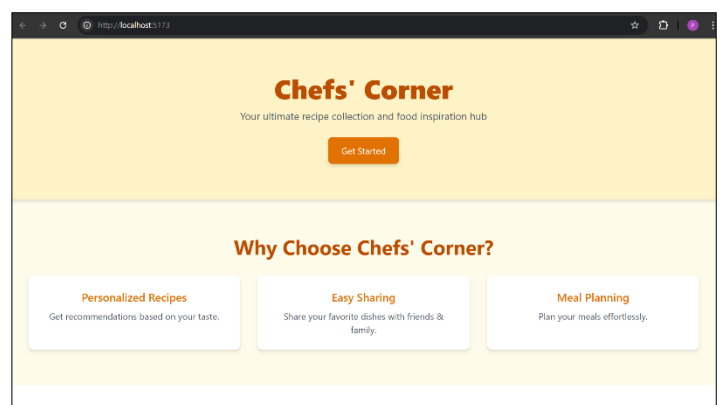 http://localhost:5173
Chefs' Corner
Your ultimate recipe collection and food inspiration hub
Get Started
Why Choose Chefs' Corner?
Personalized Recipes
Get recommendations based on your taste.
Easy Sharing
Share your favorite dishes with friends &
family.
Meal Planning
Plan your meals effortlessly.